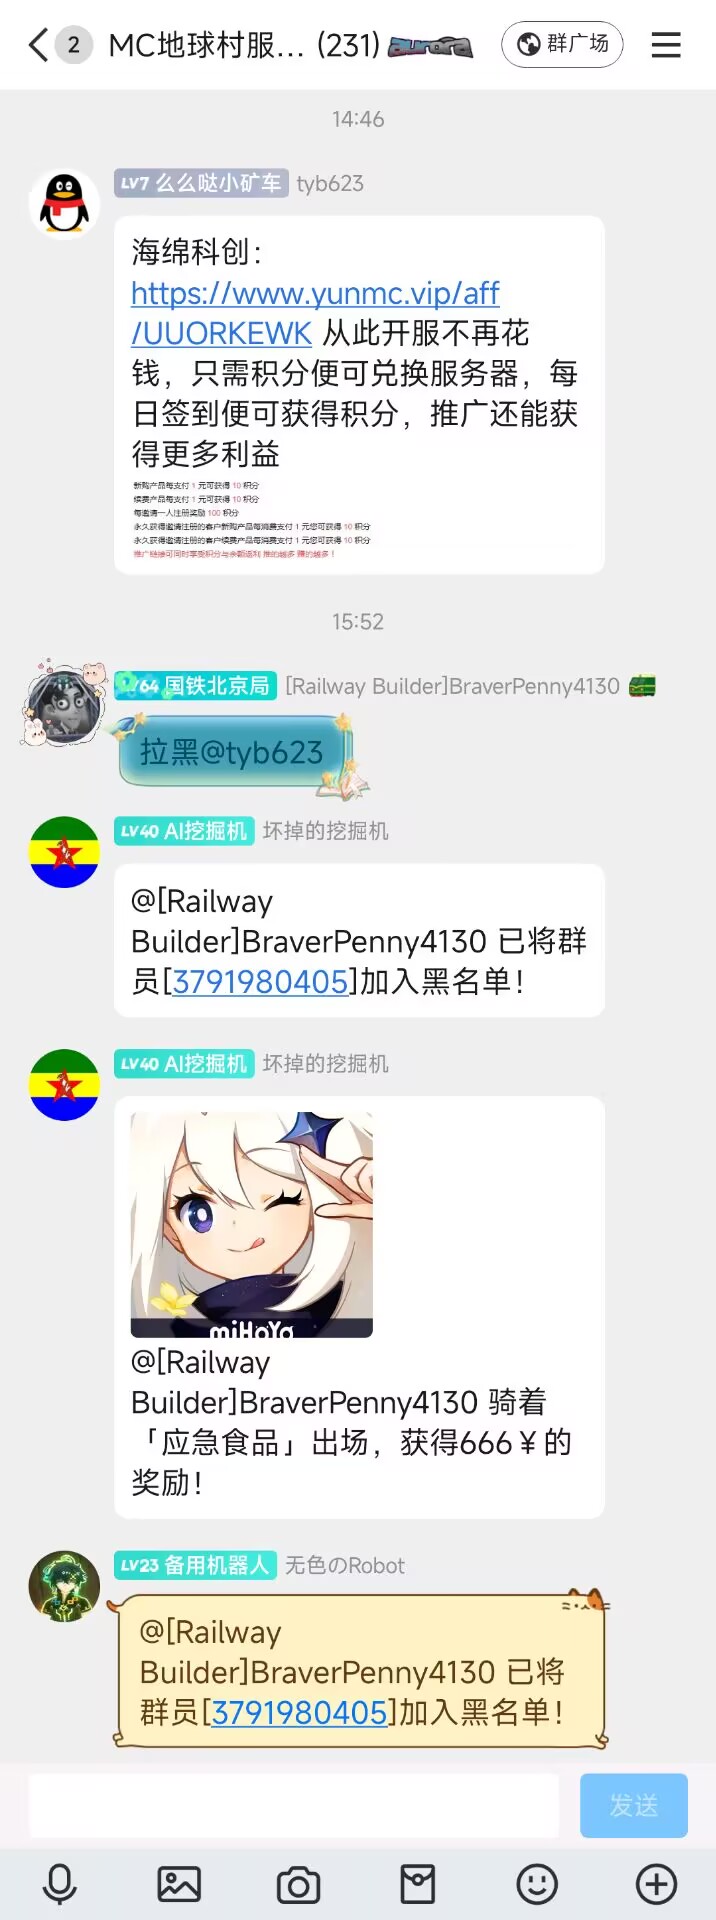 2
MC地球村服… (231)
aurora
群广场
14:46
LV7 么么哒小矿车 tyb623
海绵科创：
https://www.yunmc.vip/aff
/UUORKEWK 从此开服不再花
钱，只需积分便可兑换服务器，每
日签到便可获得积分，推广还能获
得更多利益
新购产品每支付 1 元可获得 10 积分
续费产品每支付 1 元可获得 10 积分
每邀请一人注册奖励 100 积分
永久获得邀请注册的客户新购产品每消费支付 1 元您可获得 10 积分
永久获得邀请注册的客户续费产品每消费支付 1 元您可获得 10 积分
推广链接可同时享受积分与余额返利 推的越多 赚的越多！
15:52
LV64 国铁北京局 [Railway Builder]BraverPenny4130
拉黑@tyb623
LV40 AI挖掘机 坏掉的挖掘机
@[Railway
Builder]BraverPenny4130 已将群
员[3791980405]加入黑名单！
LV40 AI挖掘机 坏掉的挖掘机
miHoYo
@[Railway
Builder]BraverPenny4130 骑着
「应急食品」出场，获得666￥的
奖励！
LV23 备用机器人 无色のRobot
@[Railway
Builder]BraverPenny4130 已将
群员[3791980405]加入黑名单！
发送